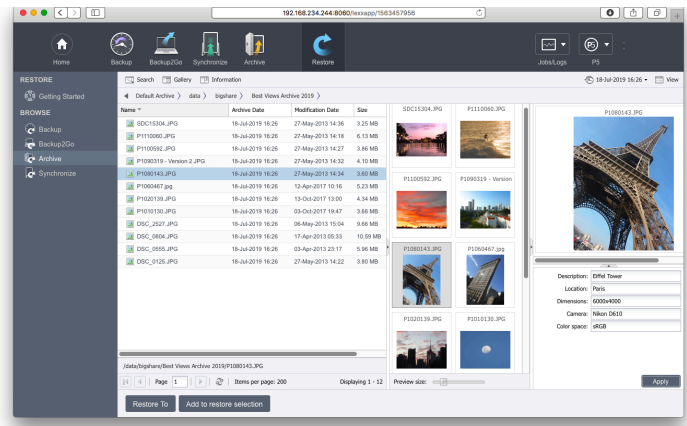 192.168.234.244:8060/lexxapp/1563457956
Home
Backup
Backup2Go
Synchronize
Archive
Restore
Jobs/Logs
P5
RESTORE
Getting Started
BROWSE
Backup
Backup2Go
Archive
Synchronize
Search Gallery Information
18-Jul-2019 16:26 View
Default Archive data bigshare Best Views Archive 2019
Name Archive Date Modification Date Size
SDC15304.JPG 18-Jul-2019 16:26 27-May-2013 14:36 3.25 MB
P1110060.JPG 18-Jul-2019 16:26 27-May-2013 14:18 6.13 MB
P1100592.JPG 18-Jul-2019 16:26 27-May-2013 14:27 3.86 MB
P1090319 - Version 2.JPG 18-Jul-2019 16:26 27-May-2013 14:32 4.10 MB
P1080143.JPG 18-Jul-2019 16:26 27-May-2013 14:34 3.60 MB
P1060467.jpg 18-Jul-2019 16:26 12-Apr-2017 10:16 5.23 MB
P1020139.JPG 18-Jul-2019 16:26 13-Oct-2017 13:00 4.34 MB
P1010130.JPG 18-Jul-2019 16:26 03-Oct-2017 19:47 3.66 MB
DSC_2527.JPG 18-Jul-2019 16:26 06-May-2013 15:04 9.66 MB
DSC_0804.JPG 18-Jul-2019 16:26 17-Apr-2013 05:33 10.59 MB
DSC_0555.JPG 18-Jul-2019 16:26 03-Apr-2013 23:17 5.96 MB
DSC_0125.JPG 18-Jul-2019 16:26 27-May-2013 14:22 3.80 MB
/data/bigshare/Best Views Archive 2019/P1080143.JPG
Page 1 Items per page: 200 Displaying 1 - 12
SDC15304.JPG P1110060.JPG
P1100592.JPG P1090319 - Version
P1080143.JPG P1060467.jpg
P1020139.JPG P1010130.JPG
Preview size:
P1080143.JPG
Description: Eiffel Tower
Location: Paris
Dimensions: 6000x4000
Camera: Nikon D610
Color space: sRGB
Apply
Restore To Add to restore selection